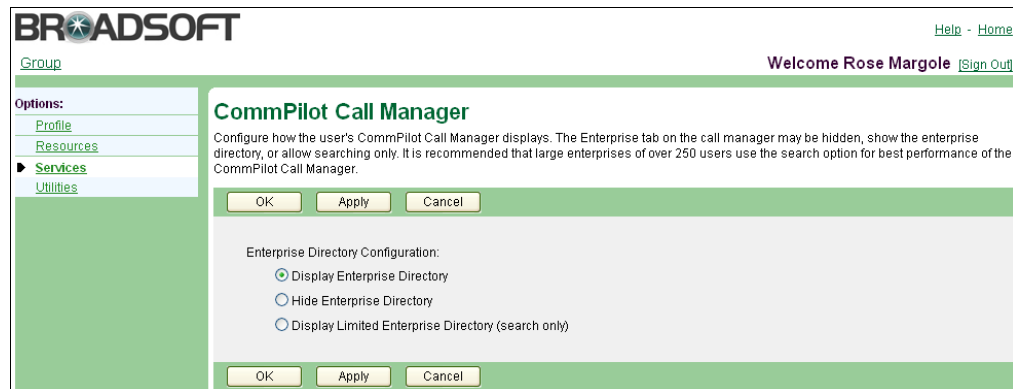 BROADSOFT
Help - Home
Group
Welcome Rose Margole [Sign Out]
Options:
Profile
Resources
Services
Utilities
CommPilot Call Manager
Configure how the user's CommPilot Call Manager displays. The Enterprise tab on the call manager may be hidden, show the enterprise
directory, or allow searching only. It is recommended that large enterprises of over 250 users use the search option for best performance of the
CommPilot Call Manager.
OK Apply Cancel
Enterprise Directory Configuration:
Display Enterprise Directory
Hide Enterprise Directory
Display Limited Enterprise Directory (search only)
OK Apply Cancel